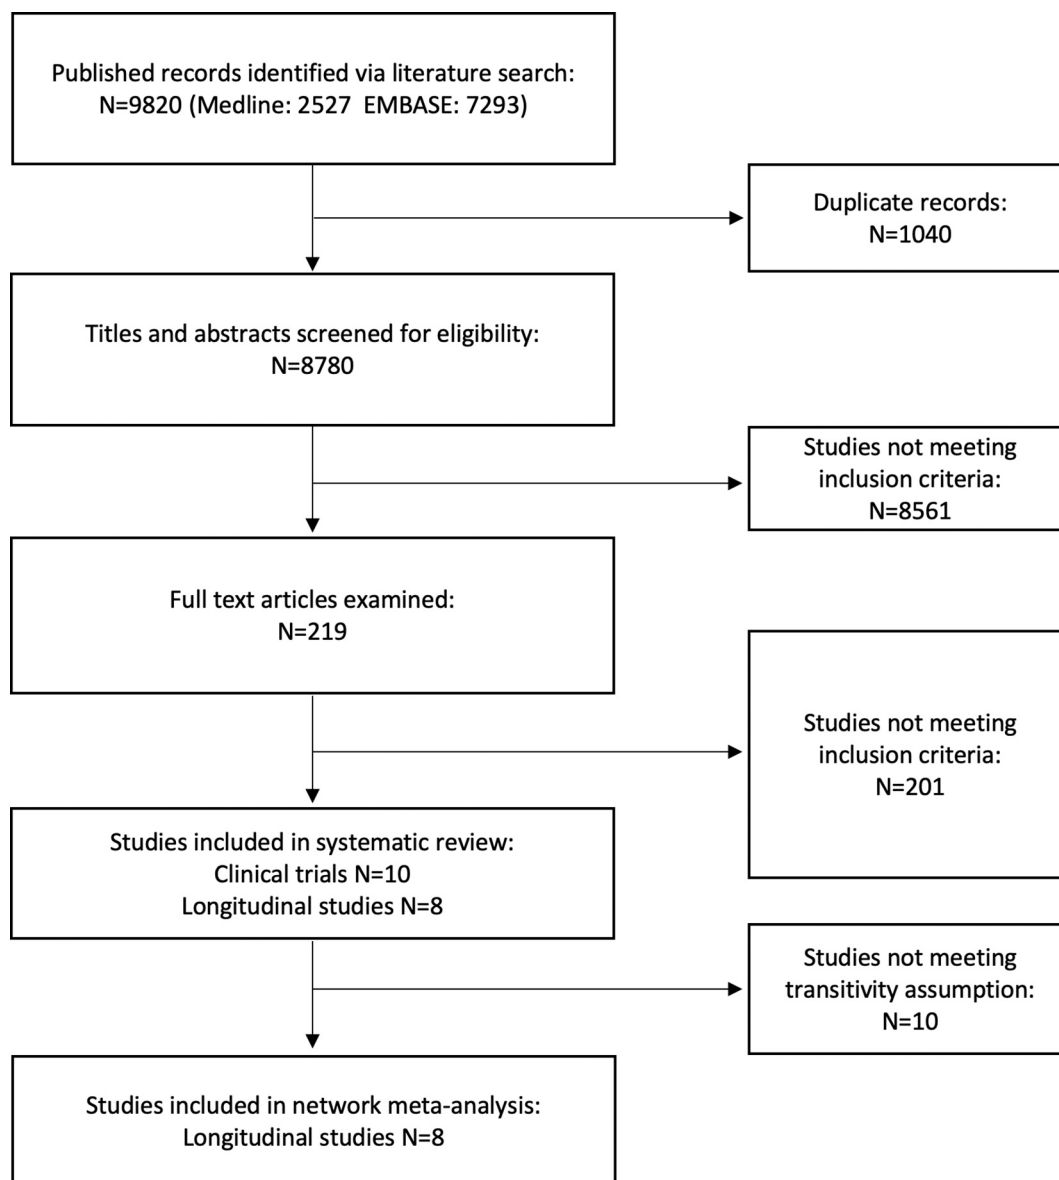 Published records identified via literature search:
N=9820 (Medline: 2527  EMBASE: 7293)
Duplicate records:
N=1040
Titles and abstracts screened for eligibility:
N=8780
Studies not meeting
inclusion criteria:
N=8561
Full text articles examined:
N=219
Studies not meeting
inclusion criteria:
N=201
Studies included in systematic review:
Clinical trials N=10
Longitudinal studies N=8
Studies not meeting
transitivity assumption:
N=10
Studies included in network meta-analysis:
Longitudinal studies N=8